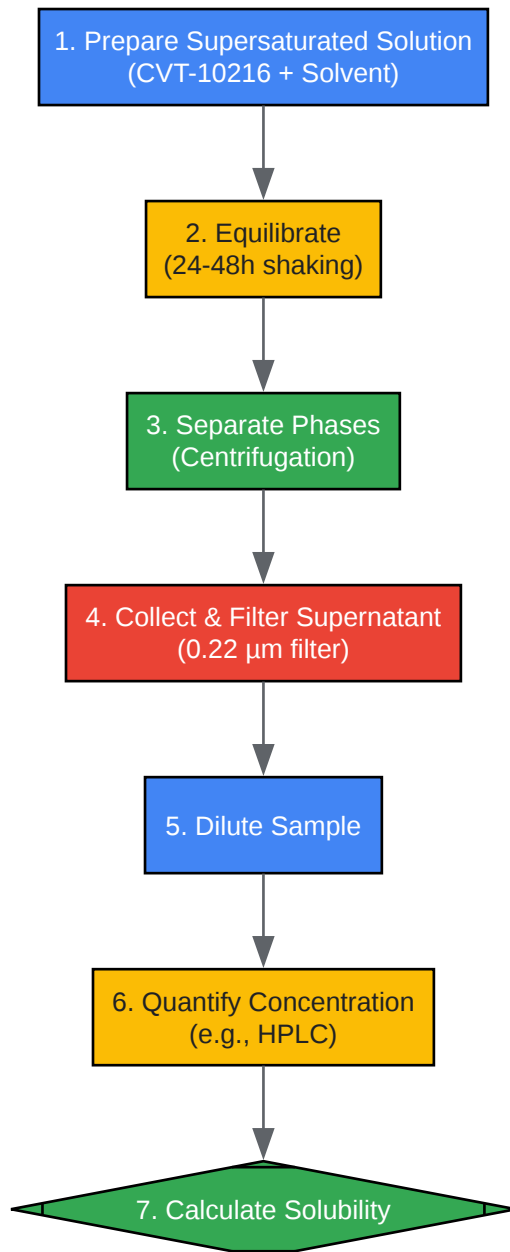 1. Prepare Supersaturated Solution
(CVT-10216 + Solvent)
2. Equilibrate
(24-48h shaking)
3. Separate Phases
(Centrifugation)
4. Collect & Filter Supernatant
(0.22 µm filter)
5. Dilute Sample
6. Quantify Concentration
(e.g., HPLC)
7. Calculate Solubility